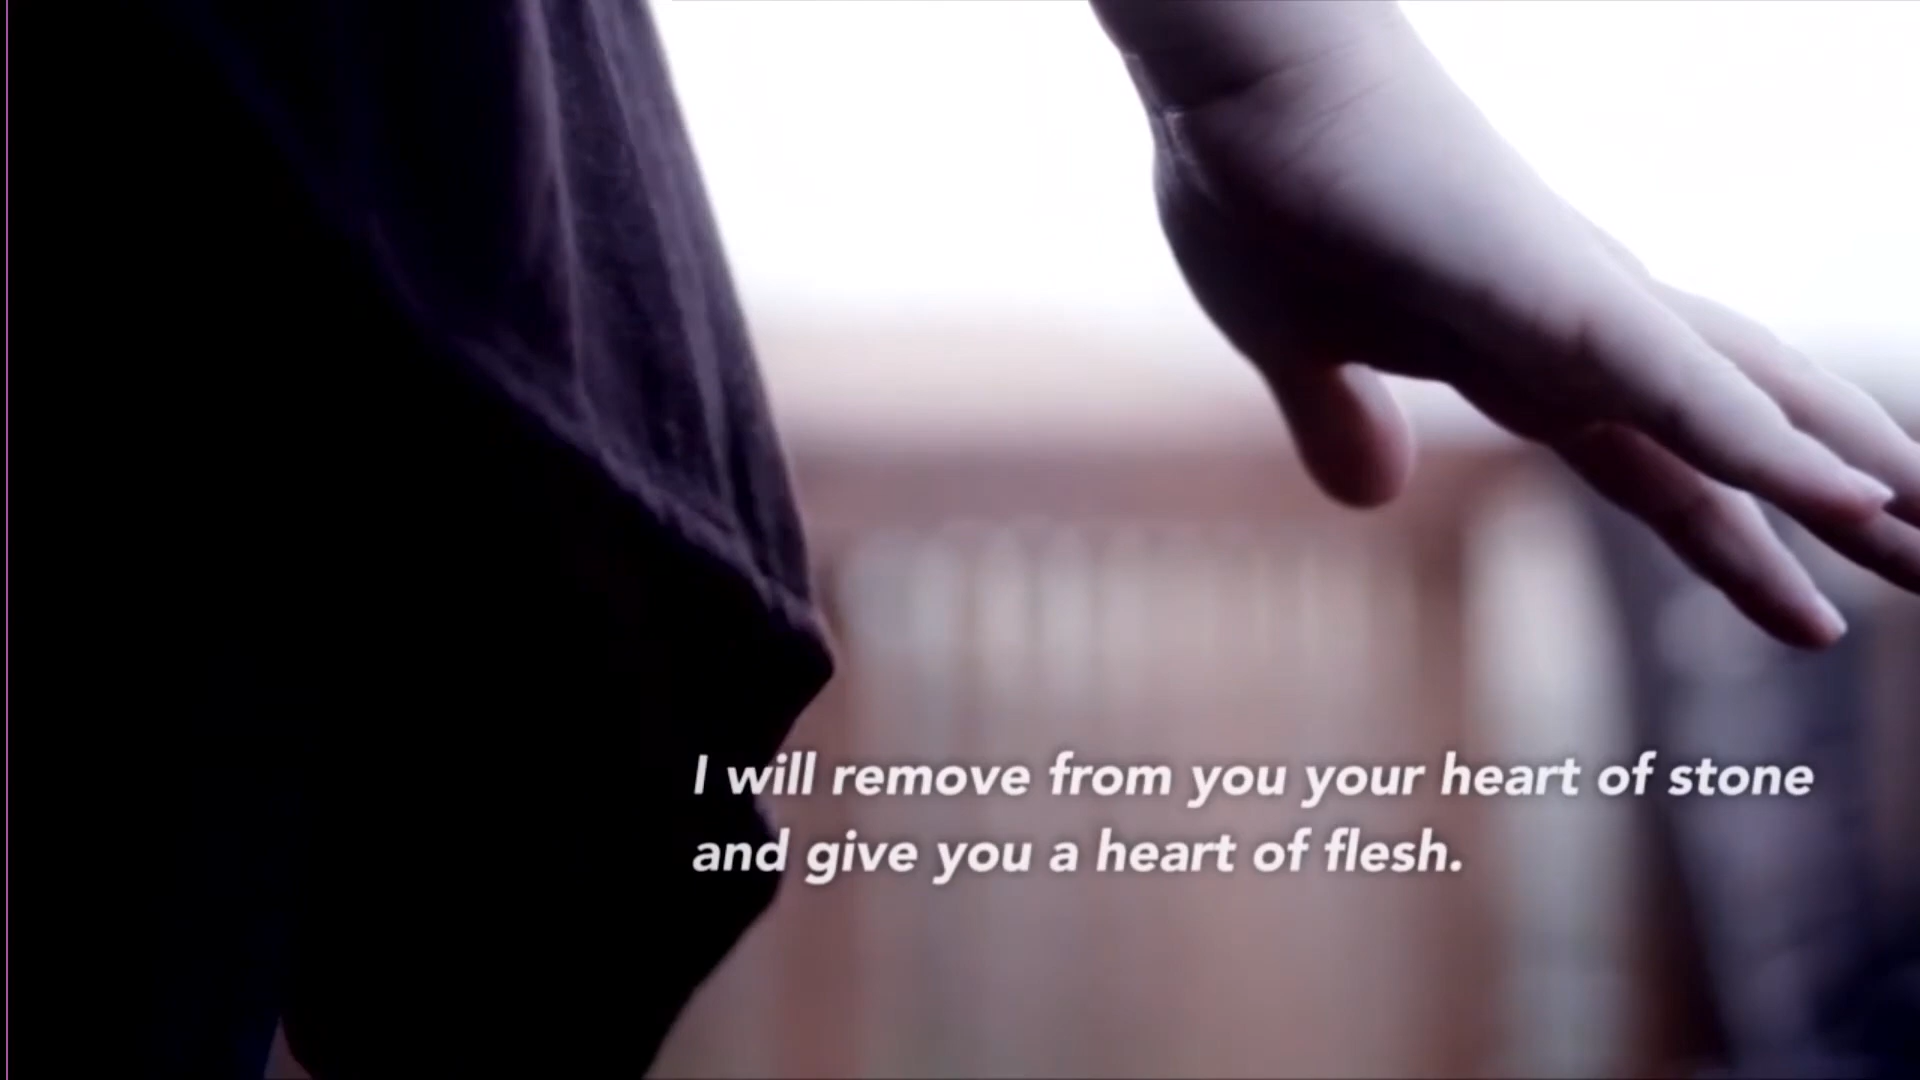 I will remove from you your heart of stone
and give you a heart of flesh.